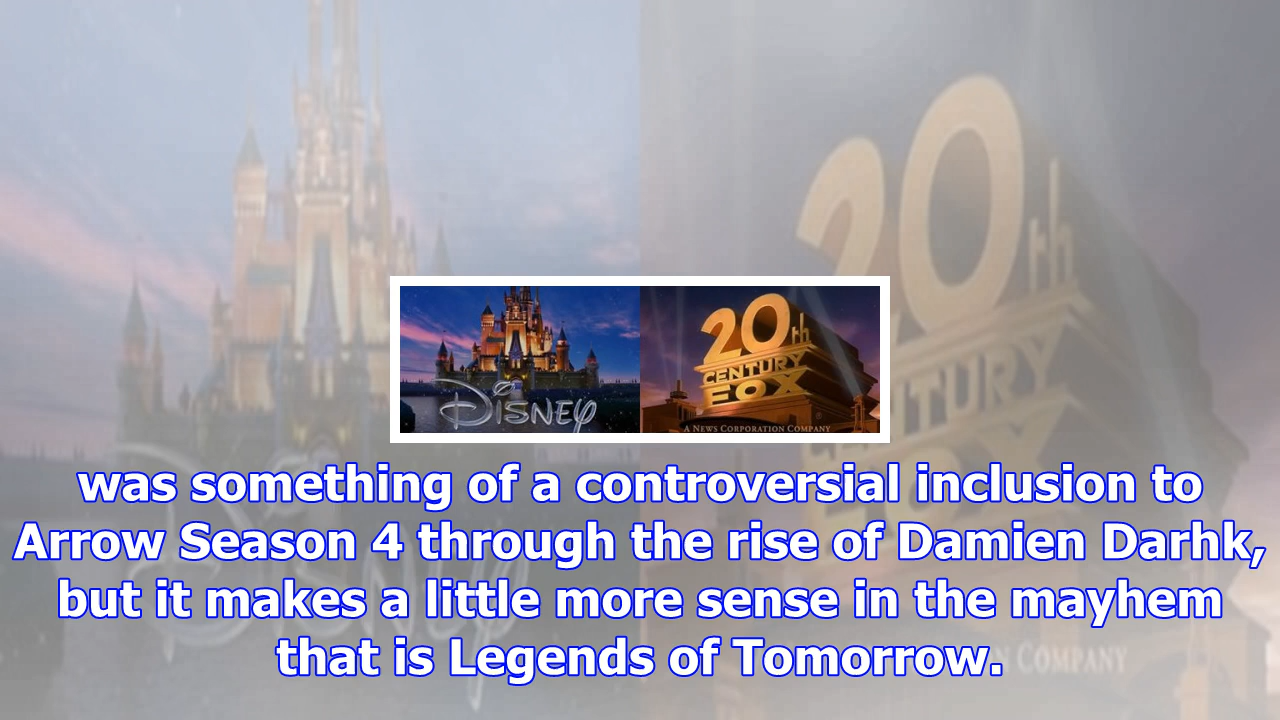 20th
CENTURY
FOX
DISNEY
A NEWS CORPORATION COMPANY
was something of a controversial inclusion to
Arrow Season 4 through the rise of Damien Darhk,
but it makes a little more sense in the mayhem
that is Legends of Tomorrow.